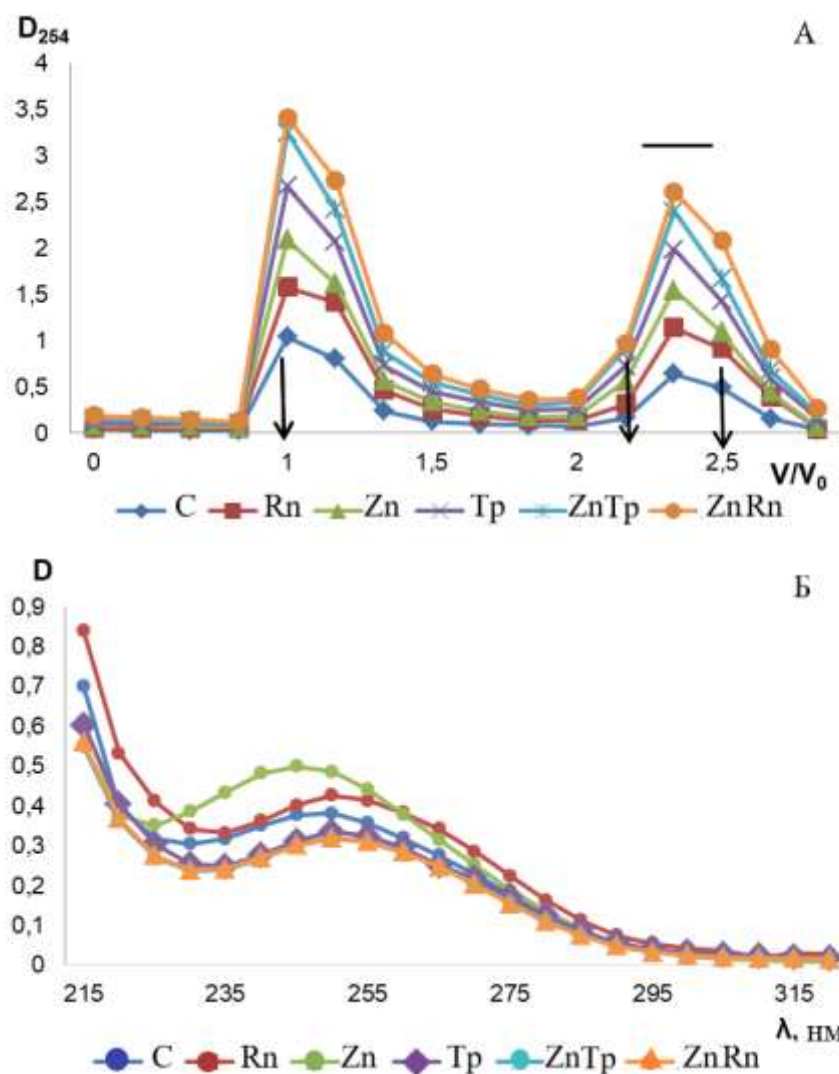 D₂₅₄ А
4
3,5
3
2,5
2
1,5
1
0,5
0
0 1 1,5 2 2,5 V/V₀
C Rn Zn Tp ZnTp ZnRn
D Б
0,9
0,8
0,7
0,6
0,5
0,4
0,3
0,2
0,1
0
215 235 255 275 295 315
λ, нм
C Rn Zn Tp ZnTp ZnRn